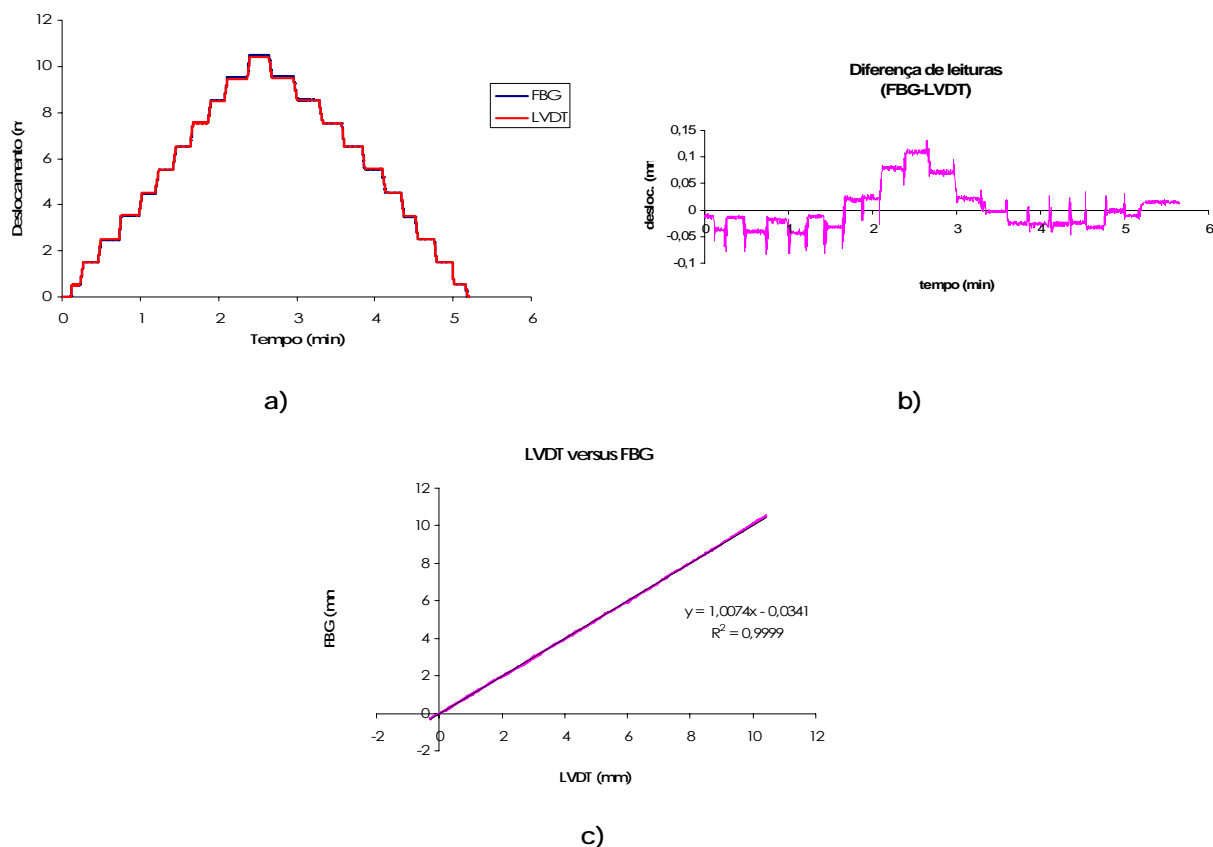 12
10
8
6
4
2
0
Deslocamento (m
0 1 2 3 4 5 6
Tempo (min)
FBG
LVDT
a)
Diferença de leituras
(FBG-LVDT)
0,15
0,1
0,05
0
-0,05
-0,1
desloc. (mr
0 1 2 3 4 5 6
tempo (min)
b)
LVDT versus FBG
12
10
8
6
4
2
0
-2
FBG (mn
-2 0 2 4 6 8 10 12
LVDT (mm)
y = 1,0074x - 0,0341
R² = 0,9999
c)